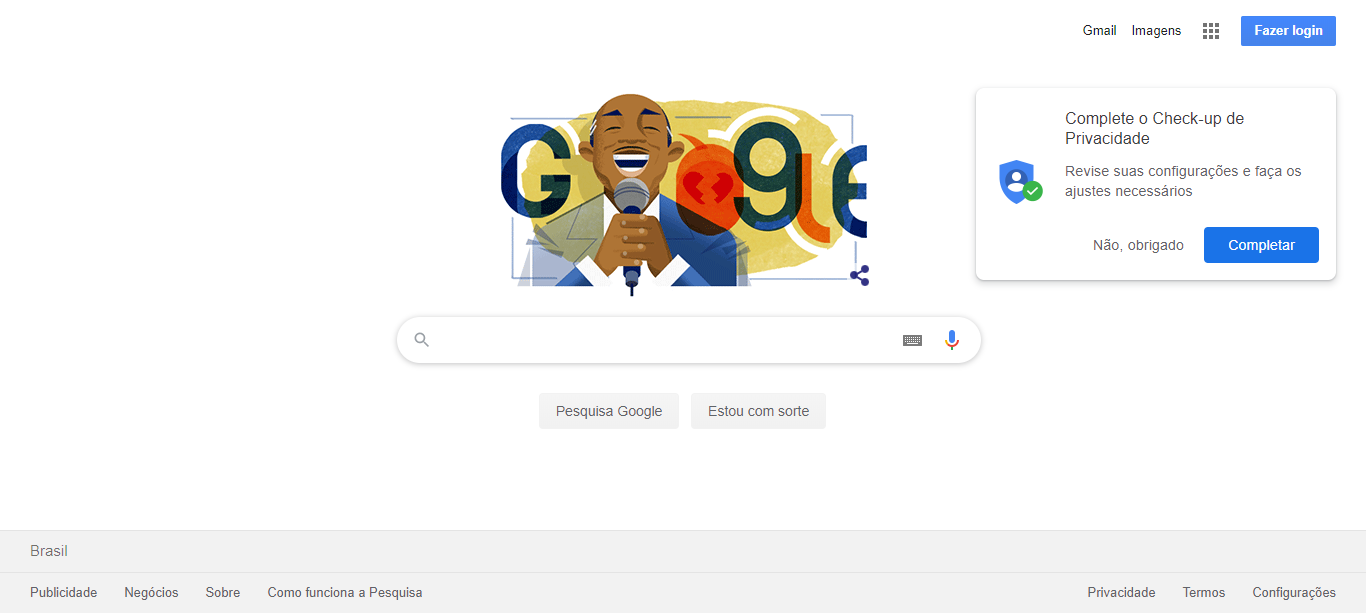 Gmail Imagens Fazer login
Google
Complete o Check-up de
Privacidade
Revise suas configurações e faça os
ajustes necessários
Não, obrigado Completar
Pesquisa Google Estou com sorte
Brasil
Publicidade Negócios Sobre Como funciona a Pesquisa Privacidade Termos Configurações